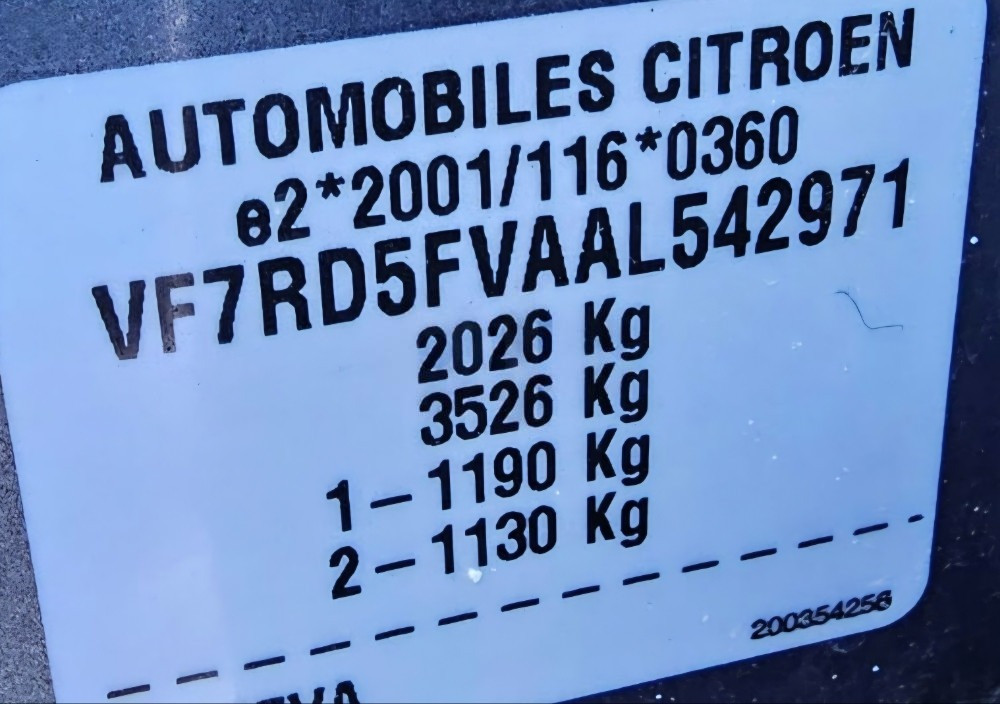 AUTOMOBILES CITROEN
e2*2001/116*0360
VF7RD5FVAAL542971
2026 Kg
3526 Kg
1-1190 Kg
2-1130 Kg
200354256